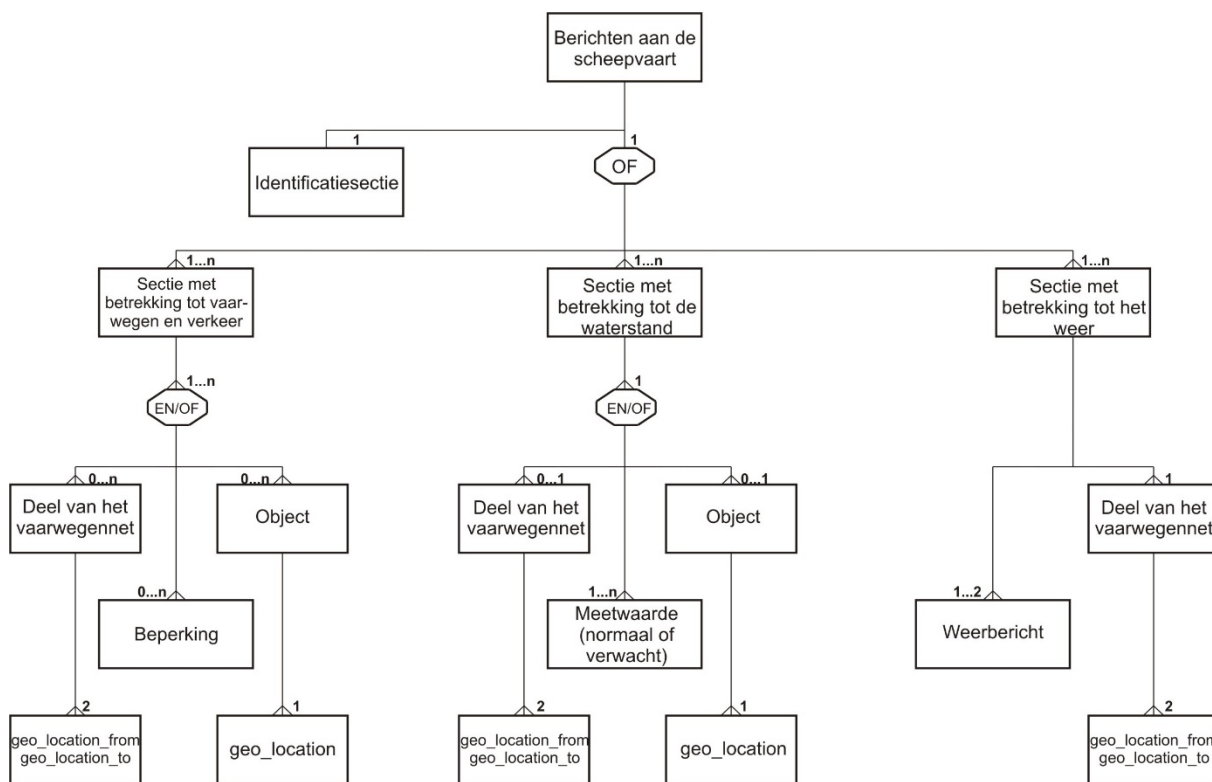 Berichten aan de
scheepvaart
1
1
Identificatiesectie
OF
1...n
1...n
1...n
Sectie met
betrekking tot vaar-
wegen en verkeer
Sectie met
betrekking tot de
waterstand
Sectie met
betrekking tot het
weer
1...n
1
EN/OF
EN/OF
0...n
0...n
0...1
0...1
1
Deel van het
vaarwegennet
Object
Deel van het
vaarwegennet
Object
Deel van het
vaarwegennet
0...n
1...n
1...2
Beperking
Meetwaarde
(normaal of
verwacht)
Weerbericht
2
1
2
1
2
geo_location_from
geo_location_to
geo_location
geo_location_from
geo_location_to
geo_location
geo_location_from
geo_location_to